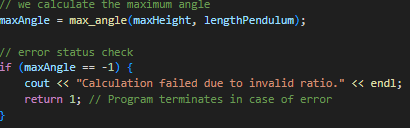 // we calculate the maximum angle
maxAngle = max_angle(maxHeight, lengthPendulum);
// error status check
if (maxAngle == -1) {
cout << "Calculation failed due to invalid ratio." << endl;
return 1; // Program terminates in case of error
}